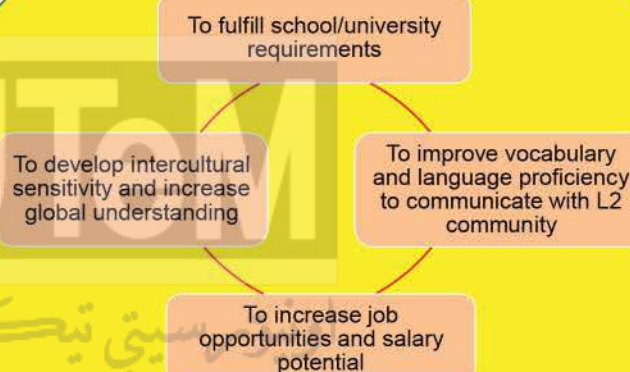 To fulfill school/university
requirements
To develop intercultural
sensitivity and increase
global understanding
To improve vocabulary
and language proficiency
to communicate with L2
community
To increase job
opportunities and salary
potential